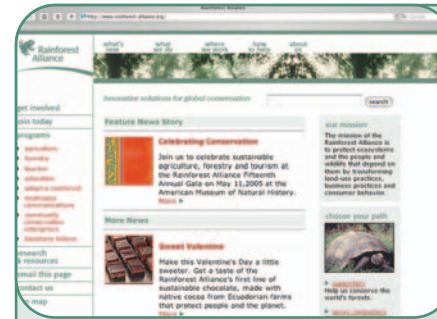 Rainforest Alliance
http://www.rainforest-alliance.org/
Rainforest
Alliance
what's
new
what
we do
where
we work
how
to help
about
us
Innovative solutions for global conservation
search
get involved
join today
programs
agriculture
forestry
tourism
education
research
& resources
email this page
contact us
site map
Feature News Story
Celebrating Conservation
Join us to celebrate sustainable
agriculture, forestry and tourism at
the Rainforest Alliance Fifteenth
Annual Gala on May 11,2005 at the
American Museum of Natural History.
More
More News
Sweet Valentine
Make this Valentine's Day a little
sweeter. Get a taste of the
Rainforest Alliance's first line of
sustainable chocolate, made with
native cocoa from Ecuadorian farms
that protect people and the planet.
More
our mission
The mission of the
Rainforest Alliance is
to protect ecosystems
and the people and
wildlife that depend on
them by transforming
land-use practices,
business practices and
consumer behavior.
choose your path
supporters
Help us conserve the
world's forests.